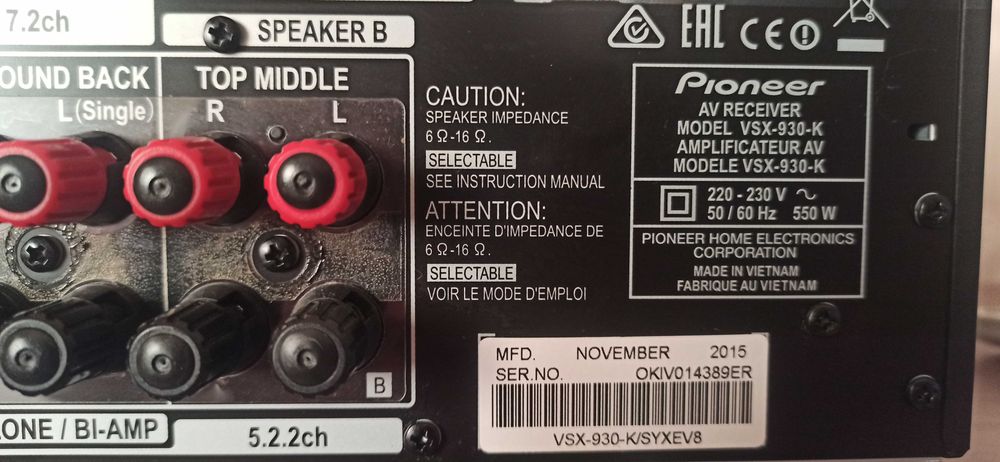 7.2ch
SPEAKER B
OUND BACK
L (Single)
TOP MIDDLE
R L
CAUTION:
SPEAKER IMPEDANCE
6 Ω-16 Ω .
SELECTABLE
SEE INSTRUCTION MANUAL
ATTENTION:
ENCEINTE D'IMPEDANCE DE
6 Ω-16 Ω .
SELECTABLE
VOIR LE MODE D'EMPLOI
B
ONE / BI-AMP
5.2.2ch
EAC CE
Pioneer
AV RECEIVER
MODEL VSX-930-K
AMPLIFICATEUR AV
MODELE VSX-930-K
220 - 230 V ~
50 / 60 Hz 550 W
PIONEER HOME ELECTRONICS
CORPORATION
MADE IN VIETNAM
FABRIQUE AU VIETNAM
MFD. NOVEMBER 2015
SER.NO. OKIV014389ER
VSX-930-K/SYXEV8